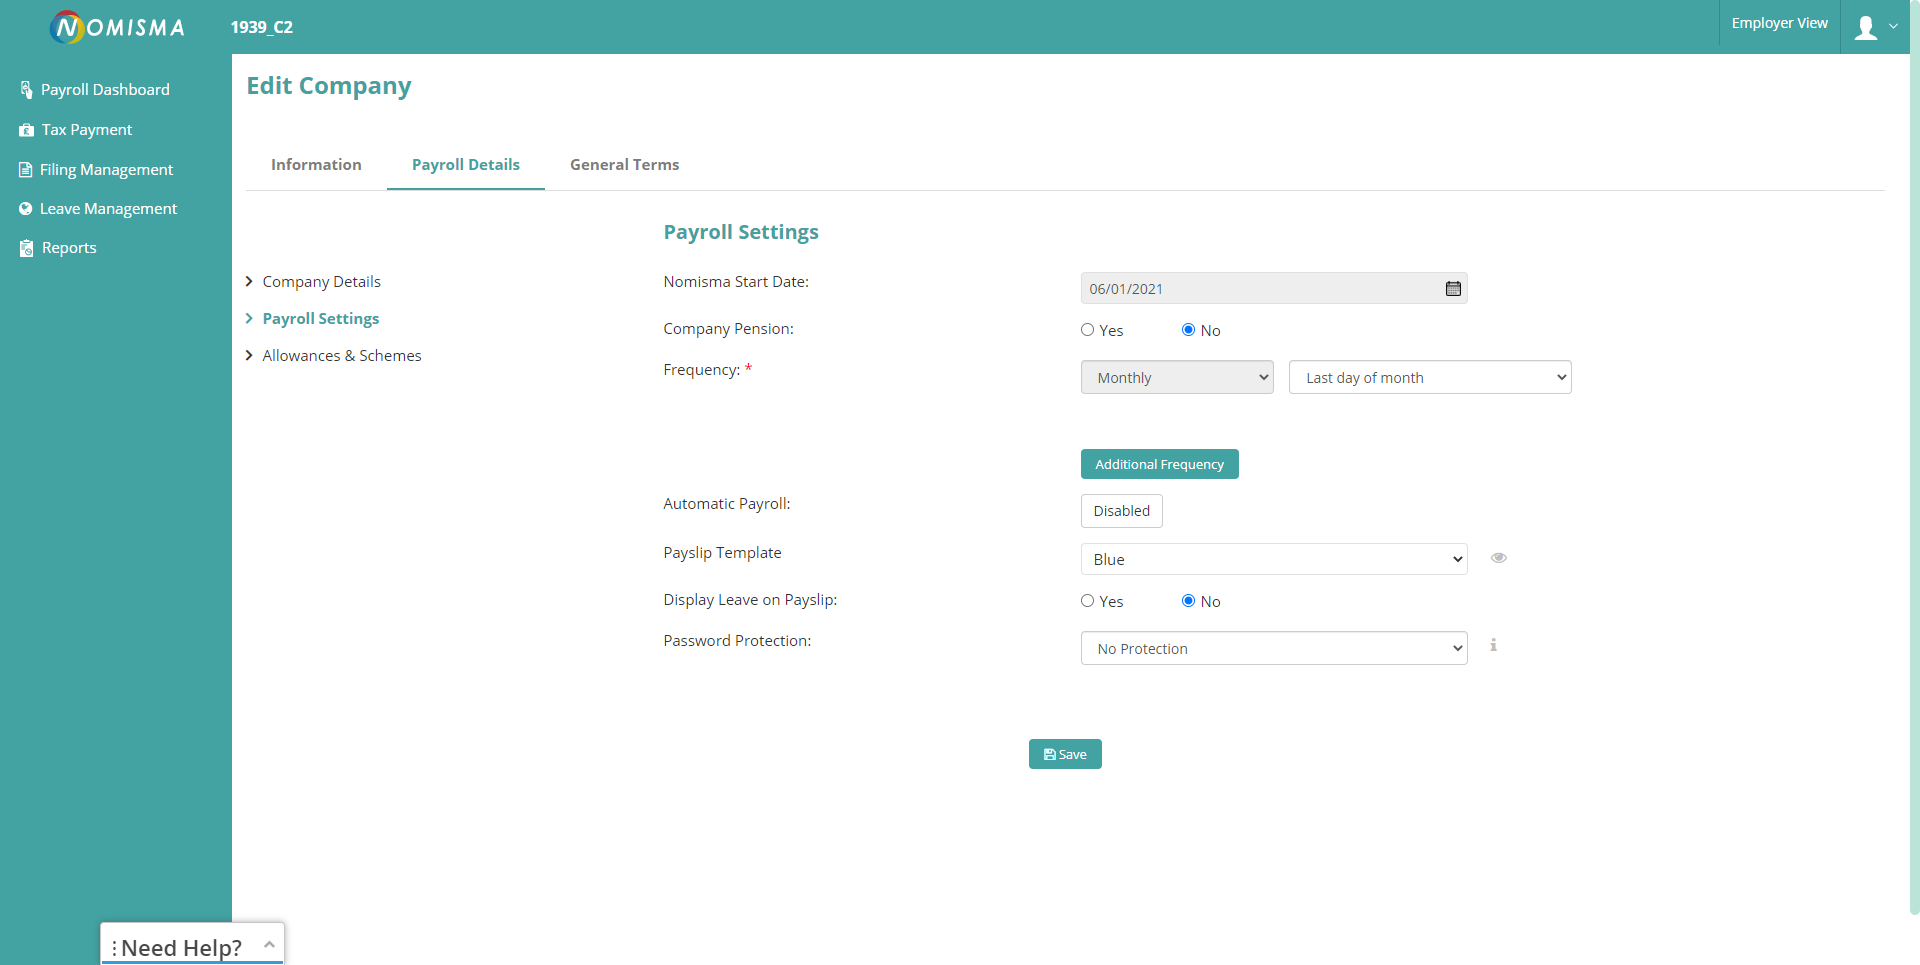 NOMISMA
1939_C2
Employer View
Payroll Dashboard
Tax Payment
Filing Management
Leave Management
Reports
Edit Company
Information
Payroll Details
General Terms
Company Details
Payroll Settings
Allowances & Schemes
Payroll Settings
Nomisma Start Date:
06/01/2021
Company Pension:
Yes No
Frequency: *
Monthly Last day of month
Additional Frequency
Automatic Payroll:
Disabled
Payslip Template
Blue
Display Leave on Payslip:
Yes No
Password Protection:
No Protection
Save
Need Help?